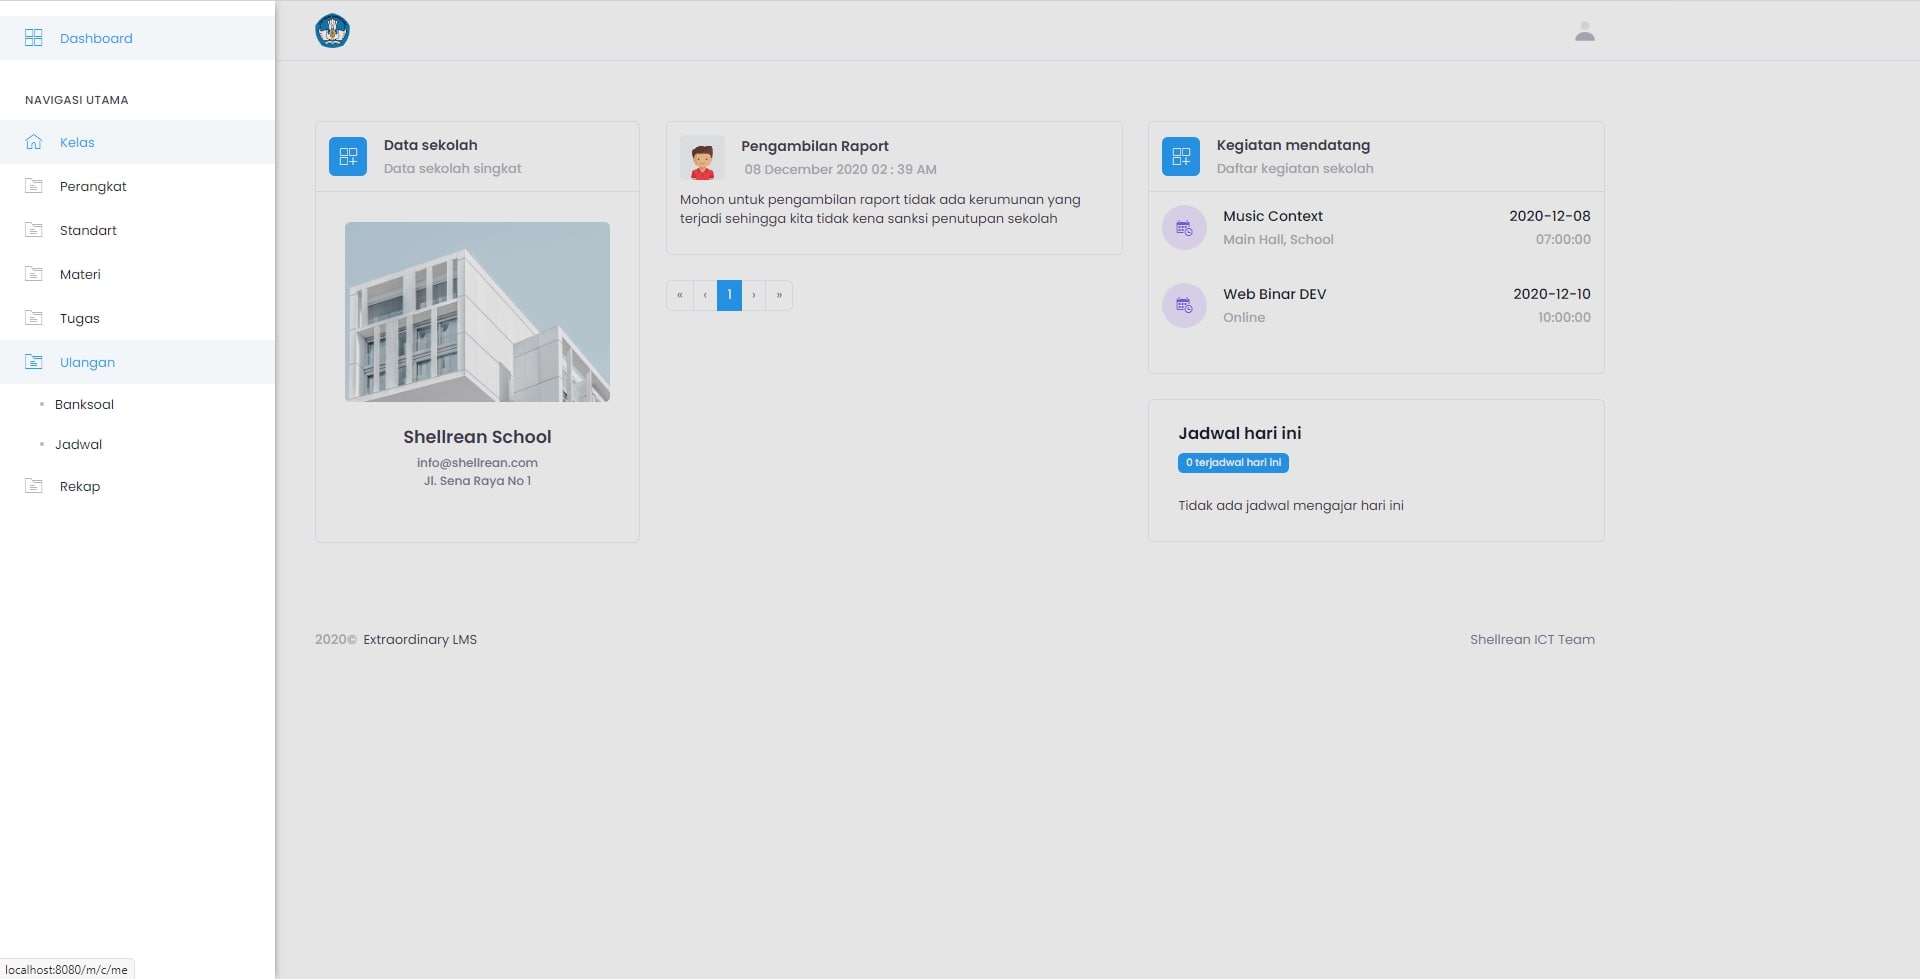 Dashboard
NAVIGASI UTAMA
Kelas
Perangkat
Standart
Materi
Tugas
Ulangan
Banksoal
Jadwal
Rekap
Data sekolah
Data sekolah singkat
Shellrean School
info@shellrean.com
Jl. Sena Raya No 1
Pengambilan Raport
08 December 2020 02 : 39 AM
Mohon untuk pengambilan raport tidak ada kerumunan yang
terjadi sehingga kita tidak kena sanksi penutupan sekolah
« ‹ 1 › »
Kegiatan mendatang
Daftar kegiatan sekolah
Music Context 2020-12-08
Main Hall, School 07:00:00
Web Binar DEV 2020-12-10
Online 10:00:00
Jadwal hari ini
0 terjadwal hari ini
Tidak ada jadwal mengajar hari ini
2020© Extraordinary LMS
Shellrean ICT Team
localhost:8080/m/c/me